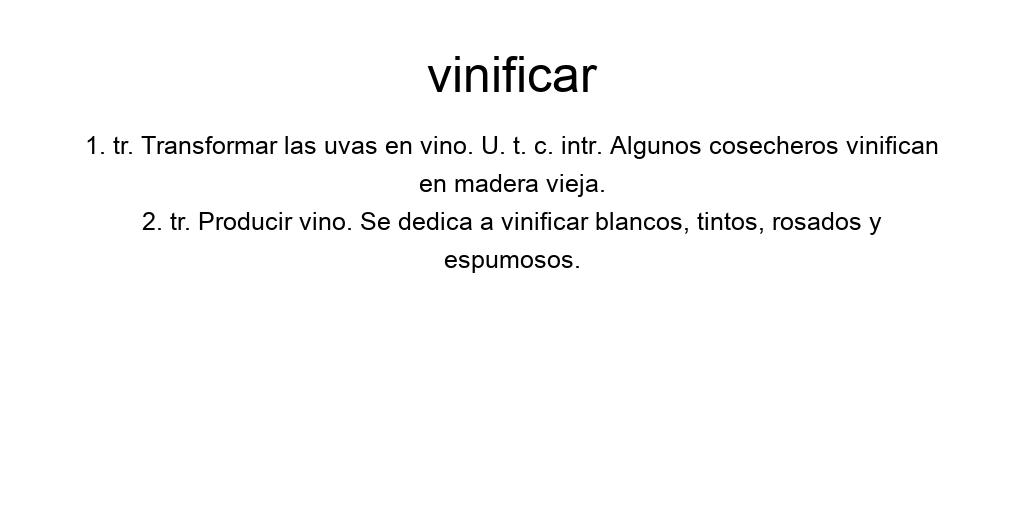 vinificar
1. tr. Transformar las uvas en vino. U. t. c. intr. Algunos cosecheros vinifican
en madera vieja.
2. tr. Producir vino. Se dedica a vinificar blancos, tintos, rosados y
espumosos.